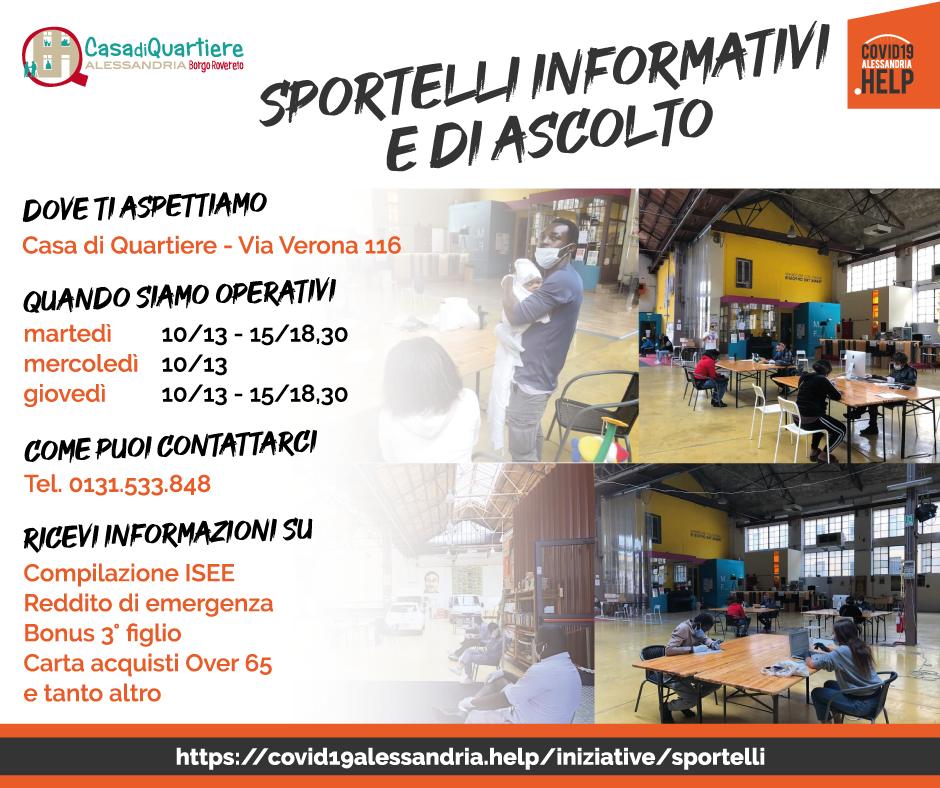 CasadiQuartiere
ALESSANDRIA Borgo Rovereto
SPORTELLI INFORMATIVI
E DI ASCOLTO
COVID19
ALESSANDRIA
.HELP
DOVE TI ASPETTIAMO
Casa di Quartiere - Via Verona 116
QUANDO SIAMO OPERATIVI
martedì 10/13 - 15/18,30
mercoledì 10/13
giovedì 10/13 - 15/18,30
COME PUOI CONTATTARCI
Tel. 0131.533.848
RICEVI INFORMAZIONI SU
Compilazione ISEE
Reddito di emergenza
Bonus 3° figlio
Carta acquisti Over 65
e tanto altro
https://covid19alessandria.help/iniziative/sportelli